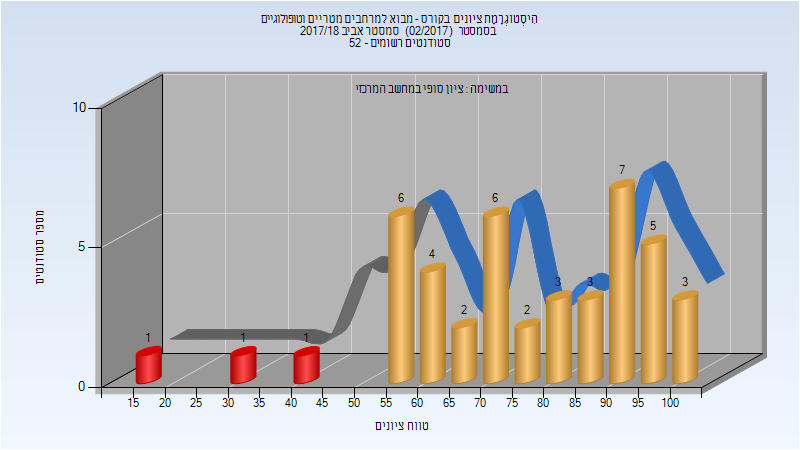 הִיסְטוֹגְרָמַת ציונים בקורס - מבוא למרחבים מטריים וטופולוגיים
בסמסטר (02/2017) סמסטר אביב 2017/18
סטודנטים רשומים - 52
במשימה : ציון סופי במחשב המרכזי
10
5
0
מספר סטודנטים
1
1
1
6
4
2
6
2
3
3
7
5
3
15 20 25 30 35 40 45 50 55 60 65 70 75 80 85 90 95 100
טווח ציונים